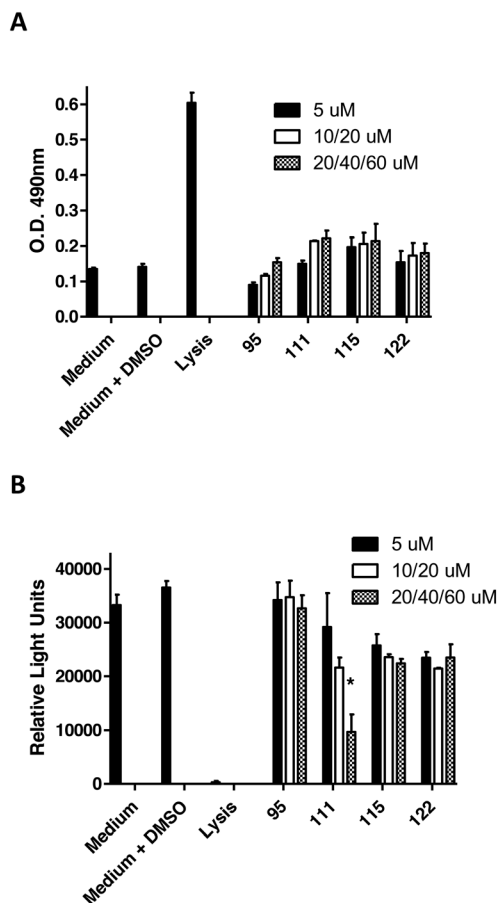 A
O.D. 490nm
0.6
0.5
0.4
0.3
0.2
0.1
0.0
5 uM
10/20 uM
20/40/60 uM
Medium
Medium + DMSO
Lysis
95
111
115
122
B
Relative Light Units
40000
30000
20000
10000
0
5 uM
10/20 uM
20/40/60 uM
*
Medium
Medium + DMSO
Lysis
95
111
115
122